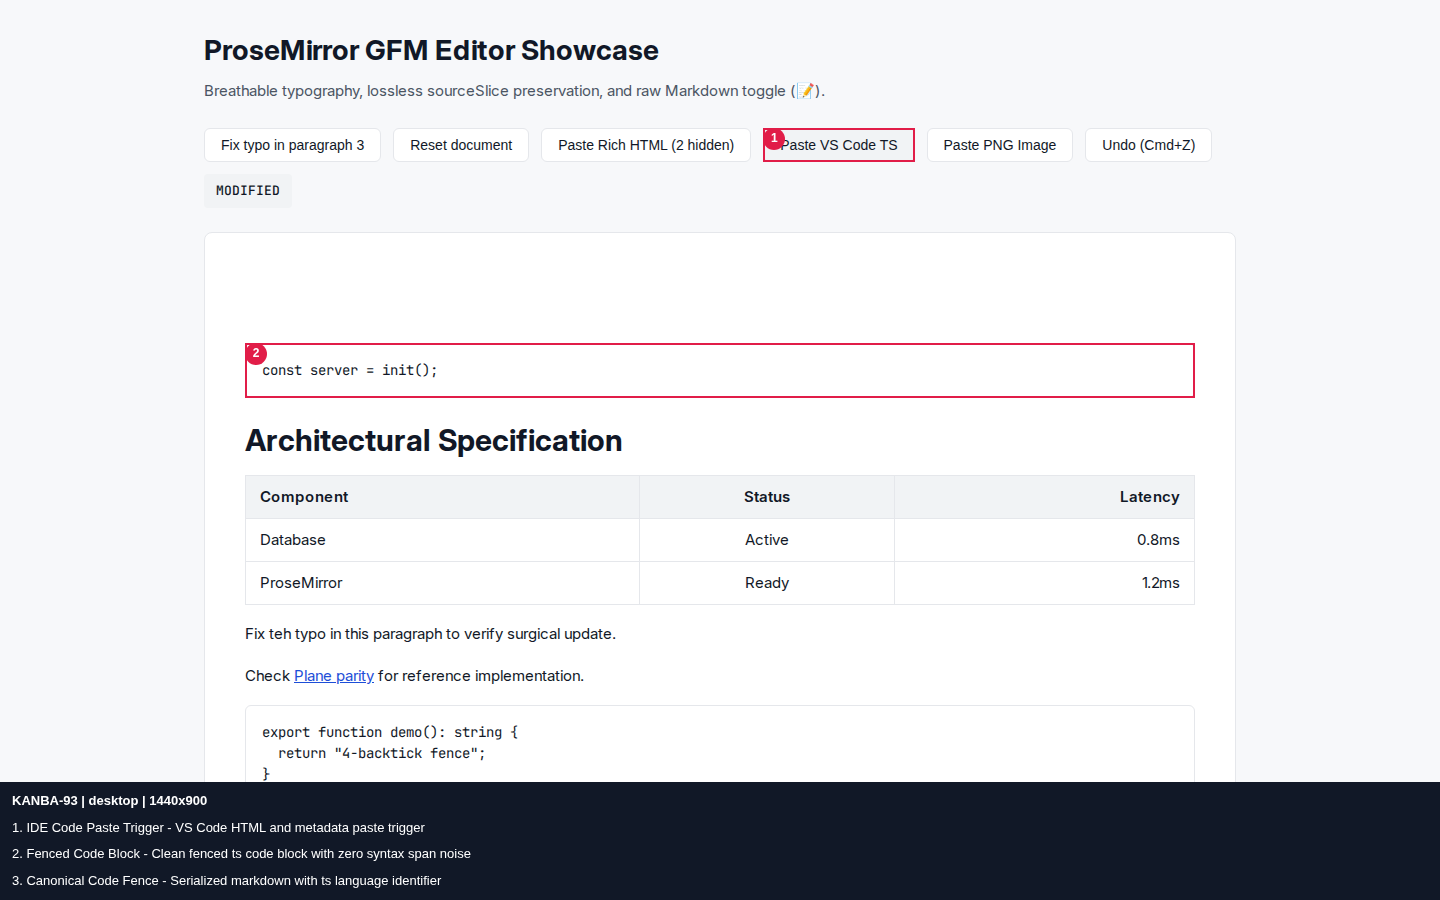 ProseMirror GFM Editor Showcase
Breathable typography, lossless sourceSlice preservation, and raw Markdown toggle (📝).
Fix typo in paragraph 3
Reset document
Paste Rich HTML (2 hidden)
1
Paste VS Code TS
Paste PNG Image
Undo (Cmd+Z)
MODIFIED
2
const server = init();
Architectural Specification
Component Status Latency
Database Active 0.8ms
ProseMirror Ready 1.2ms
Fix teh typo in this paragraph to verify surgical update.
Check Plane parity for reference implementation.
export function demo(): string {
  return "4-backtick fence";
}
KANBA-93 | desktop | 1440x900
1. IDE Code Paste Trigger - VS Code HTML and metadata paste trigger
2. Fenced Code Block - Clean fenced ts code block with zero syntax span noise
3. Canonical Code Fence - Serialized markdown with ts language identifier